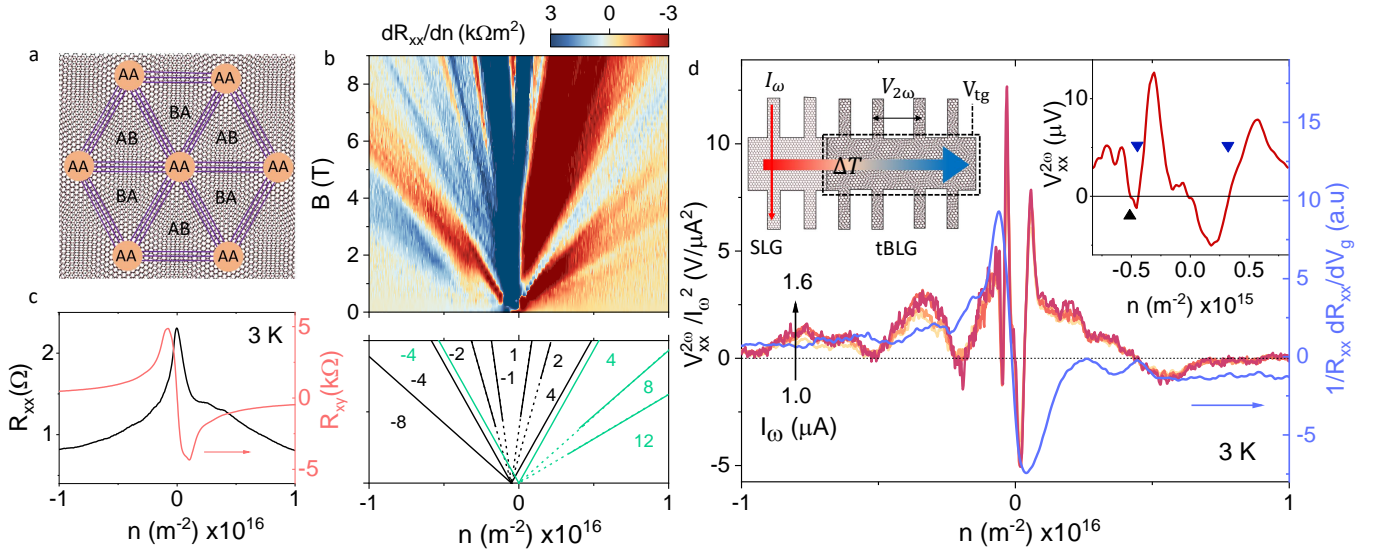 a
AA
AA
BA
AB
AB
AA
AA
AA
BA
BA
AB
AA
AA
b
dR_xx/dn (kΩm²)
3
0
-3
B (T)
8
6
4
2
0
-4
-2
1
2
4
-4
-1
4
8
-8
12
-1
0
1
n (m⁻²) x10¹⁶
c
3 K
R_xx(Ω)
2
1
R_xy(kΩ)
5
0
-5
-1
0
1
n (m⁻²) x10¹⁶
d
V_xx^2ω/I_ω² (V/μA²)
10
5
0
-5
1/R_xx dR_xx/dV_g (a.u)
15
10
5
0
-5
I_ω
V_2ω
V_tg
ΔT
SLG
tBLG
1.6
1.0
I_ω (μA)
3 K
-1
0
1
n (m⁻²) x10¹⁶
V_xx^2ω (μV)
10
0
-0.5
0.0
0.5
n (m⁻²) x10¹⁵